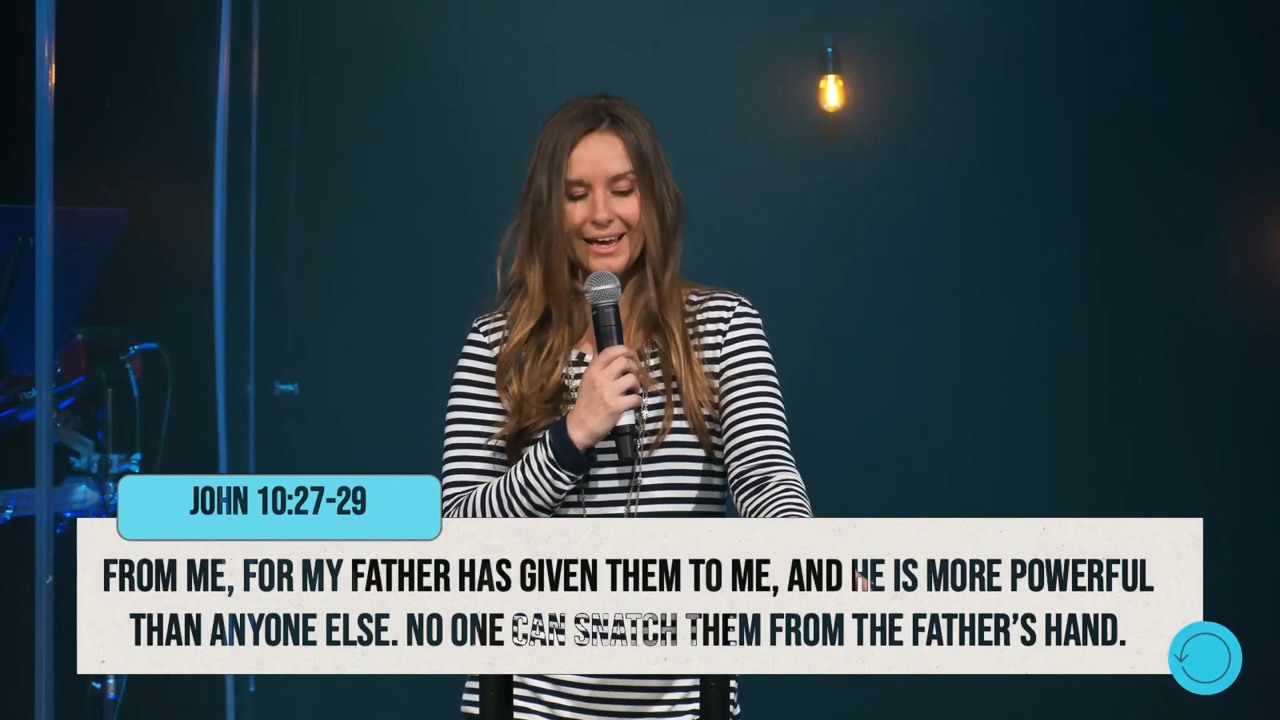 JOHN 10:27-29
FROM ME, FOR MY FATHER HAS GIVEN THEM TO ME, AND HE IS MORE POWERFUL
THAN ANYONE ELSE. NO ONE CAN SNATCH THEM FROM THE FATHER’S HAND.